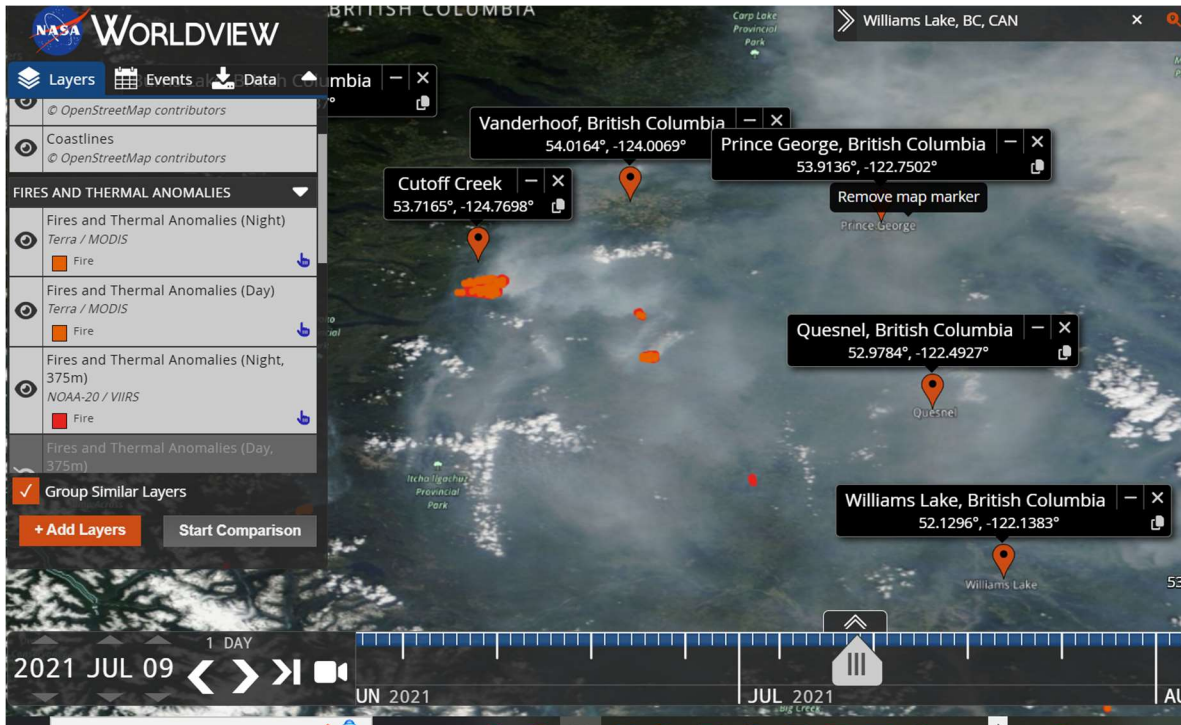 BRITISH COLUMBIA
Carp Lake
Provincial
Park
Williams Lake, BC, CAN
NASA WORLDVIEW
Layers
Events
Data
mbia
© OpenStreetMap contributors
Coastlines
© OpenStreetMap contributors
FIRES AND THERMAL ANOMALIES
Fires and Thermal Anomalies (Night)
Terra / MODIS
Fire
Fires and Thermal Anomalies (Day)
Terra / MODIS
Fire
Fires and Thermal Anomalies (Night,
375m)
NOAA-20 / VIIRS
Fire
Fires and Thermal Anomalies (Day,
375m)
Group Similar Layers
+ Add Layers
Start Comparison
Vanderhoof, British Columbia
54.0164°, -124.0069°
Prince George, British Columbia
53.9136°, -122.7502°
Remove map marker
Prince George
Cutoff Creek
53.7165°, -124.7698°
Quesnel, British Columbia
52.9784°, -122.4927°
Quesnel
Itcha Ilgachuz
Provincial
Park
Williams Lake, British Columbia
52.1296°, -122.1383°
Williams Lake
53
1 DAY
2021 JUL 09
UN 2021
JUL 2021
AU
Big Creek